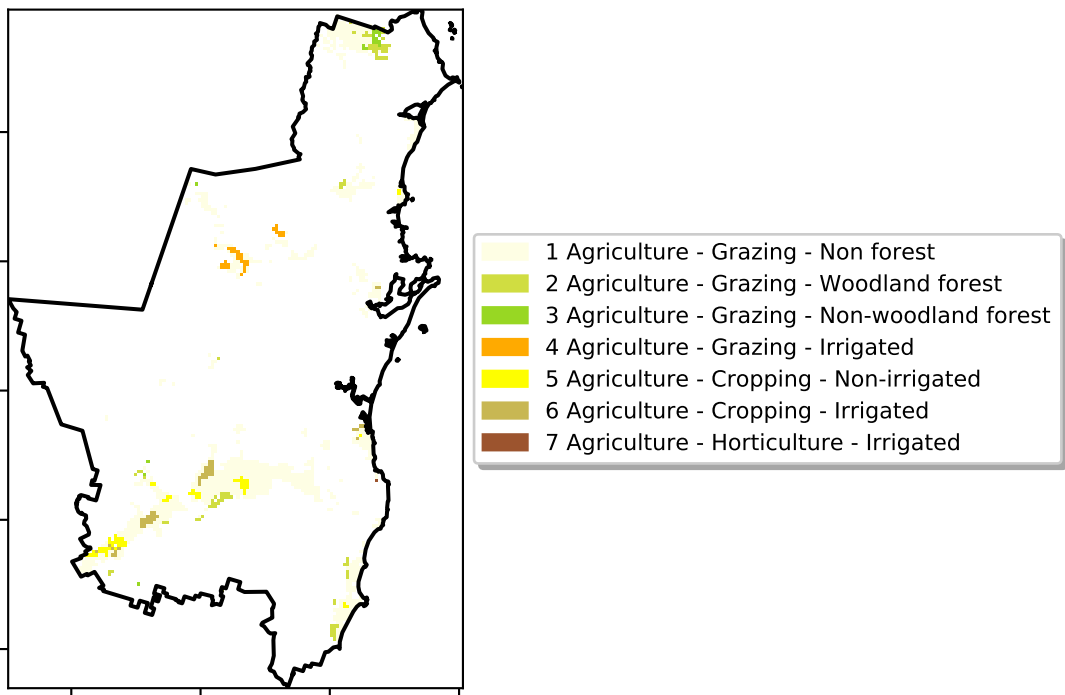 1 Agriculture - Grazing - Non forest
2 Agriculture - Grazing - Woodland forest
3 Agriculture - Grazing - Non-woodland forest
4 Agriculture - Grazing - Irrigated
5 Agriculture - Cropping - Non-irrigated
6 Agriculture - Cropping - Irrigated
7 Agriculture - Horticulture - Irrigated